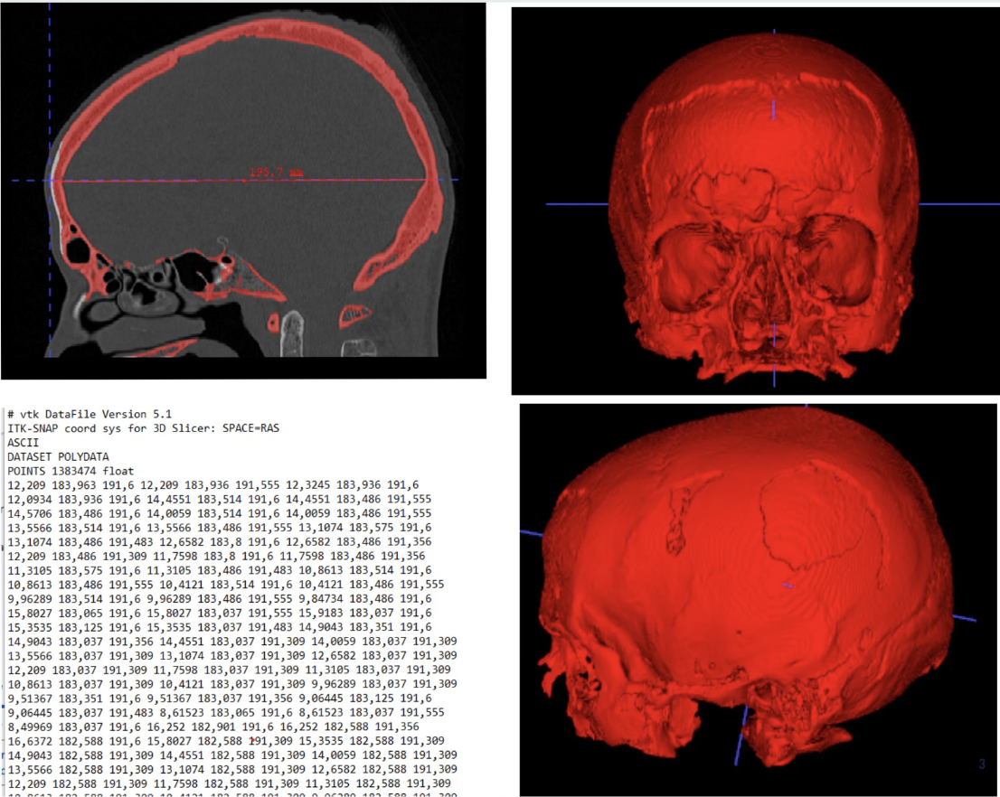 195.7 mm
# vtk DataFile Version 5.1
ITK-SNAP coord sys for 3D Slicer: SPACE=RAS
ASCII
DATASET POLYDATA
POINTS 1383474 float
12,209 183,963 191,6 12,209 183,936 191,555 12,3245 183,936 191,6
12,0934 183,936 191,6 14,4551 183,514 191,6 14,4551 183,486 191,555
14,5706 183,486 191,6 14,0059 183,514 191,6 14,0059 183,486 191,555
13,5566 183,514 191,6 13,5566 183,486 191,555 13,1074 183,575 191,6
13,1074 183,486 191,483 12,6582 183,8 191,6 12,6582 183,486 191,356
12,209 183,486 191,309 11,7598 183,8 191,6 11,7598 183,486 191,356
11,3105 183,575 191,6 11,3105 183,486 191,483 10,8613 183,514 191,6
10,8613 183,486 191,555 10,4121 183,514 191,6 10,4121 183,486 191,555
9,96289 183,514 191,6 9,96289 183,486 191,555 9,84734 183,486 191,6
15,8027 183,065 191,6 15,8027 183,037 191,555 15,9183 183,037 191,6
15,3535 183,125 191,6 15,3535 183,037 191,483 14,9043 183,351 191,6
14,9043 183,037 191,356 14,4551 183,037 191,309 14,0059 183,037 191,309
13,5566 183,037 191,309 13,1074 183,037 191,309 12,6582 183,037 191,309
12,209 183,037 191,309 11,7598 183,037 191,309 11,3105 183,037 191,309
10,8613 183,037 191,309 10,4121 183,037 191,309 9,96289 183,037 191,309
9,51367 183,351 191,6 9,51367 183,037 191,356 9,06445 183,125 191,6
9,06445 183,037 191,483 8,61523 183,065 191,6 8,61523 183,037 191,555
8,49969 183,037 191,6 16,252 182,901 191,6 16,252 182,588 191,356
16,6372 182,588 191,6 15,8027 182,588 191,309 15,3535 182,588 191,309
14,9043 182,588 191,309 14,4551 182,588 191,309 14,0059 182,588 191,309
13,5566 182,588 191,309 13,1074 182,588 191,309 12,6582 182,588 191,309
12,209 182,588 191,309 11,7598 182,588 191,309 11,3105 182,588 191,309
3